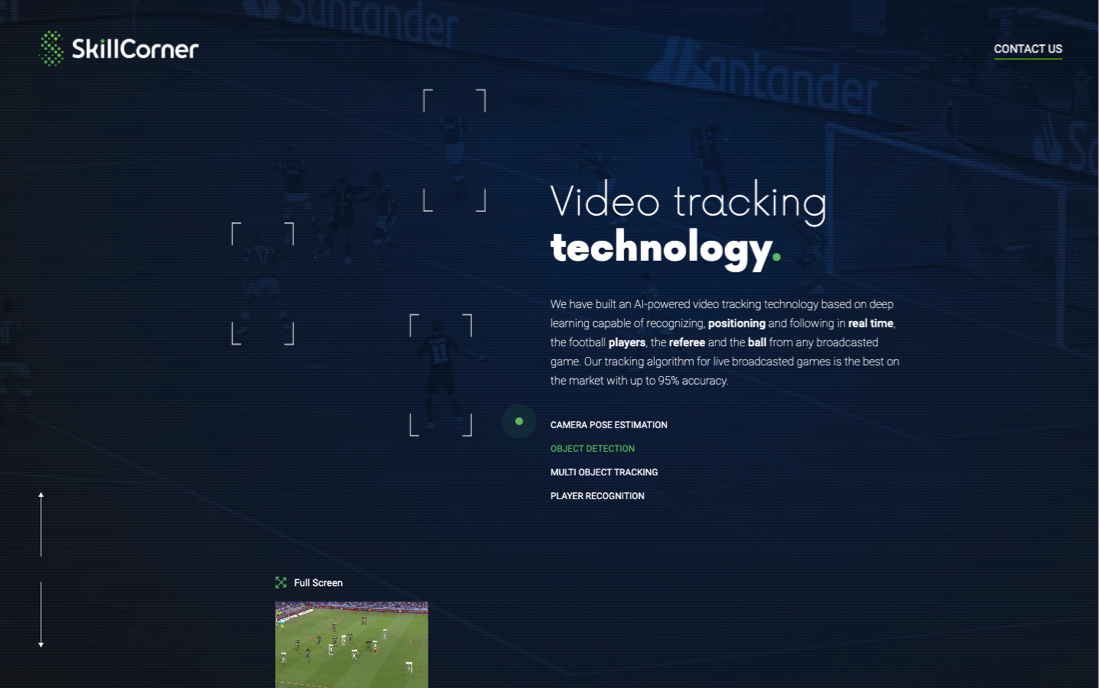 Santander
SkillCorner
CONTACT US
antander
Video tracking
technology.
We have built an AI-powered video tracking technology based on deep
learning capable of recognizing, positioning and following in real time,
the football players, the referee and the ball from any broadcasted
game. Our tracking algorithm for live broadcasted games is the best on
the market with up to 95% accuracy.
11
CAMERA POSE ESTIMATION
OBJECT DETECTION
MULTI OBJECT TRACKING
PLAYER RECOGNITION
Full Screen